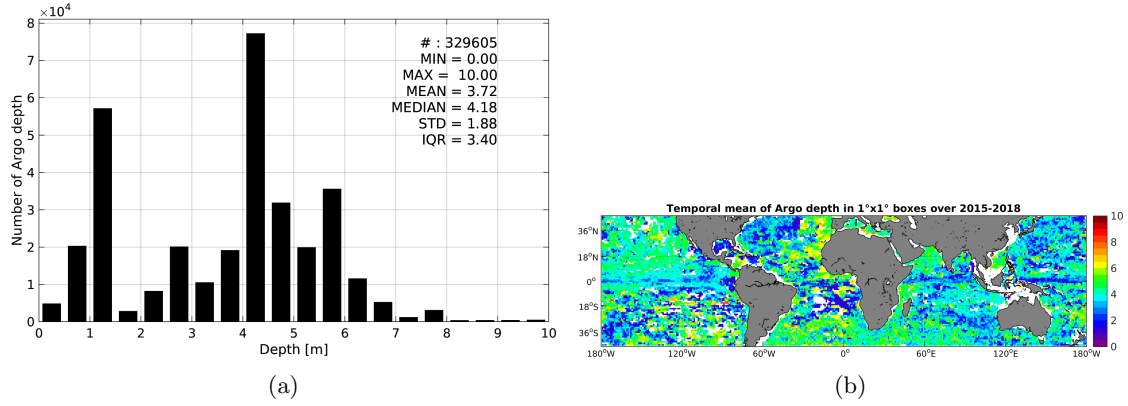 ×10⁴
8
7
6
5
4
3
2
1
0
Number of Argo depth
# : 329605
MIN = 0.00
MAX = 10.00
MEAN = 3.72
MEDIAN = 4.18
STD = 1.88
IQR = 3.40
0 1 2 3 4 5 6 7 8 9 10
Depth [m]
(a)
Temporal mean of Argo depth in 1°x1° boxes over 2015-2018
36°N
18°N
0°
18°S
36°S
180°W 120°W 60°W 0° 60°E 120°E 180°W
10
8
6
4
2
0
(b)